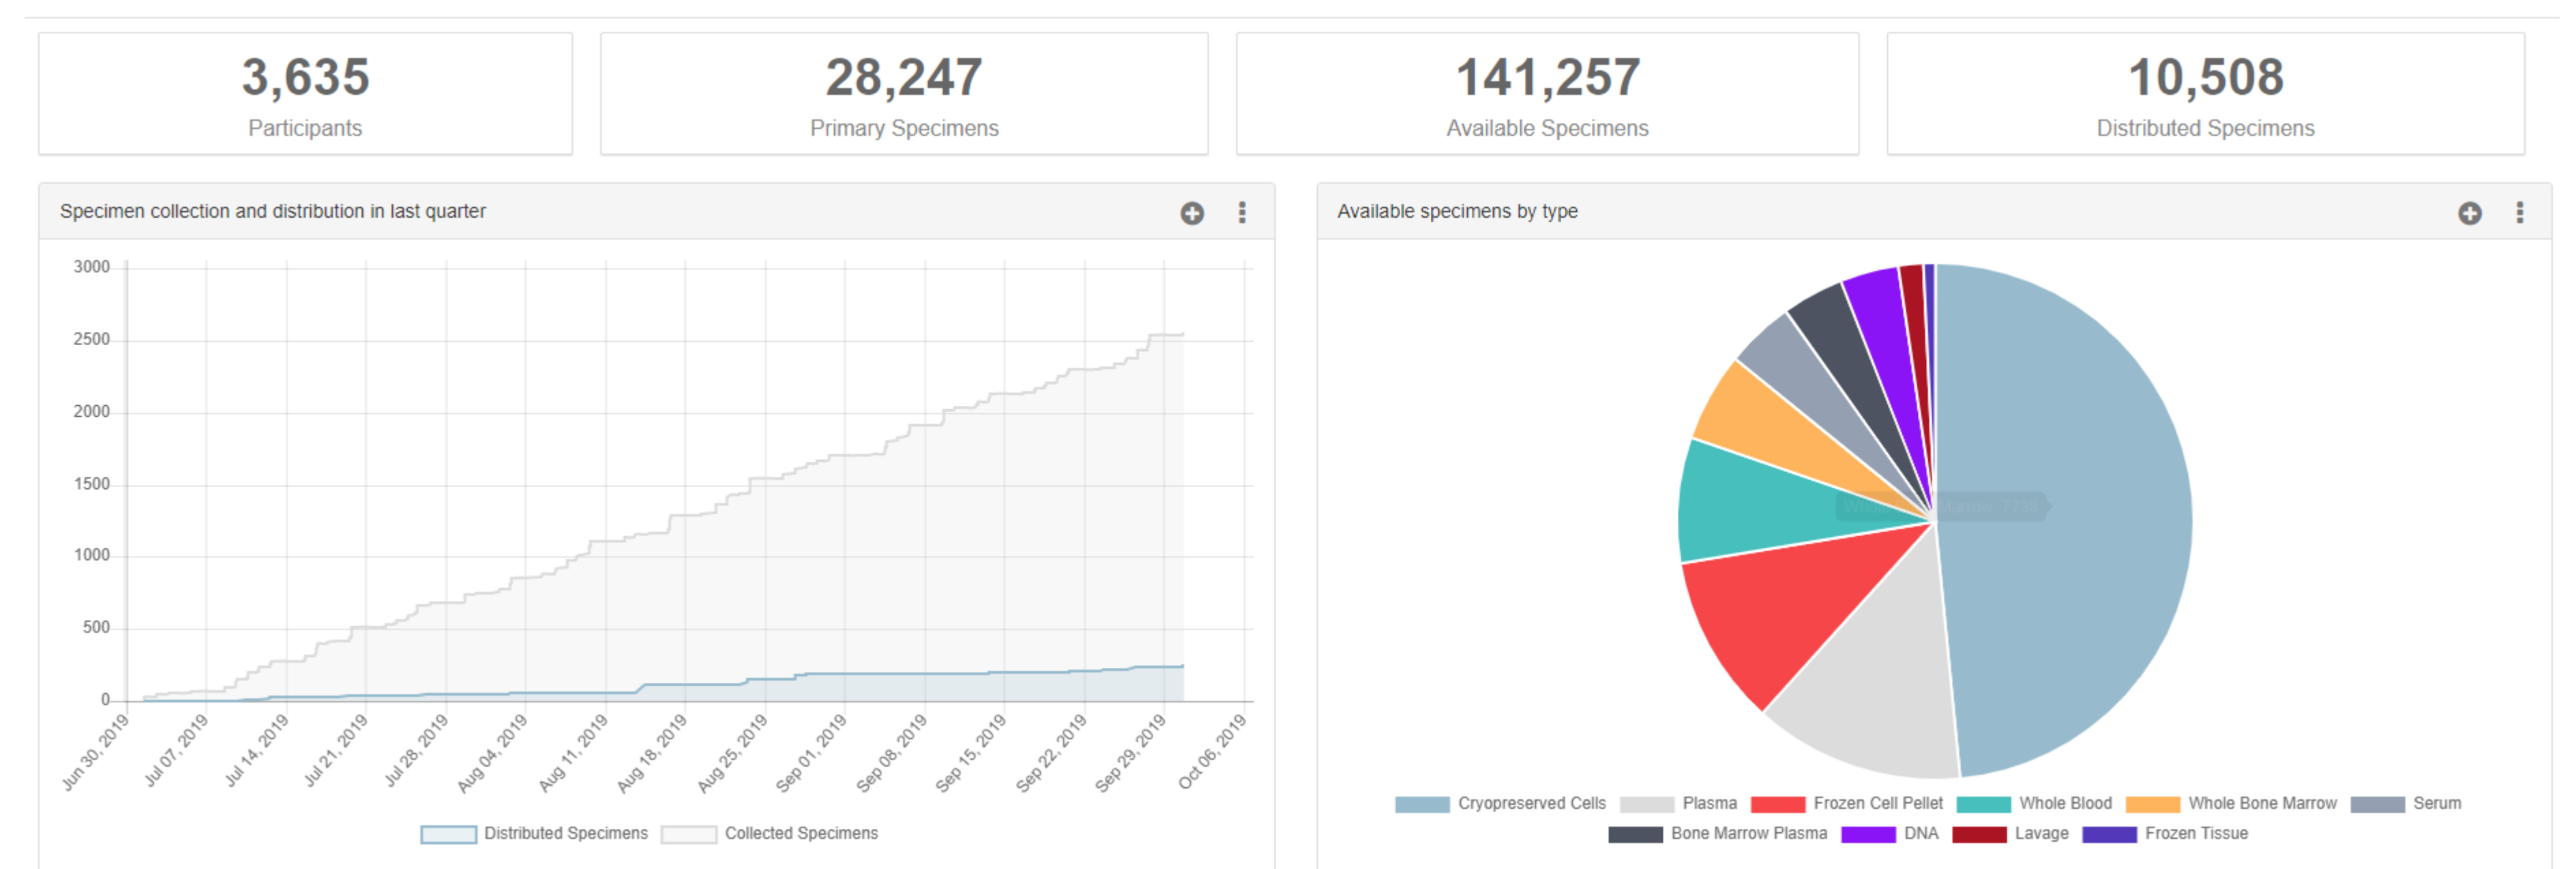 3,635
Participants
28,247
Primary Specimens
141,257
Available Specimens
10,508
Distributed Specimens
Specimen collection and distribution in last quarter
3000
2500
2000
1500
1000
500
0
Jun 30, 2019
Jul 07, 2019
Jul 14, 2019
Jul 21, 2019
Jul 28, 2019
Aug 04, 2019
Aug 11, 2019
Aug 18, 2019
Aug 25, 2019
Sep 01, 2019
Sep 08, 2019
Sep 15, 2019
Sep 22, 2019
Sep 29, 2019
Oct 06, 2019
Distributed Specimens
Collected Specimens
Available specimens by type
Cryopreserved Cells
Plasma
Frozen Cell Pellet
Whole Blood
Whole Bone Marrow
Serum
Bone Marrow Plasma
DNA
Lavage
Frozen Tissue